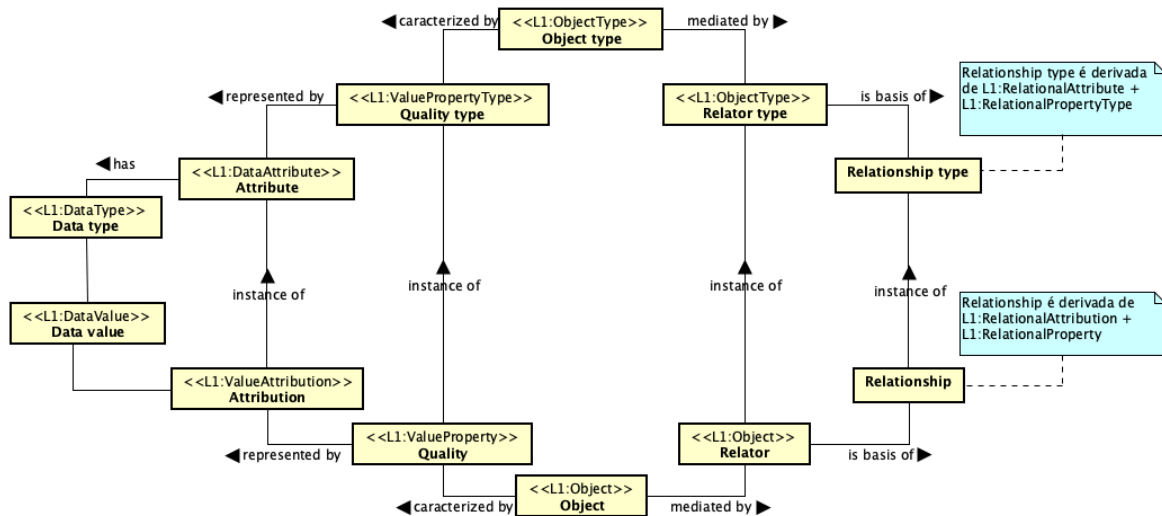 caracterized by
<<L1:ObjectType>>
Object type
mediated by
represented by
<<L1:ValuePropertyType>>
Quality type
<<L1:ObjectType>>
Relator type
is basis of
Relationship type é derivada
de L1:RelationalAttribute +
L1:RelationalPropertyType
has
<<L1:DataAttribute>>
Attribute
Relationship type
<<L1:DataType>>
Data type
instance of
instance of
instance of
instance of
<<L1:DataValue>>
Data value
Relationship é derivada de
L1:RelationalAttribution +
L1:RelationalProperty
<<L1:ValueAttribution>>
Attribution
Relationship
<<L1:ValueProperty>>
Quality
<<L1:Object>>
Relator
represented by
is basis of
<<L1:Object>>
Object
caracterized by
mediated by